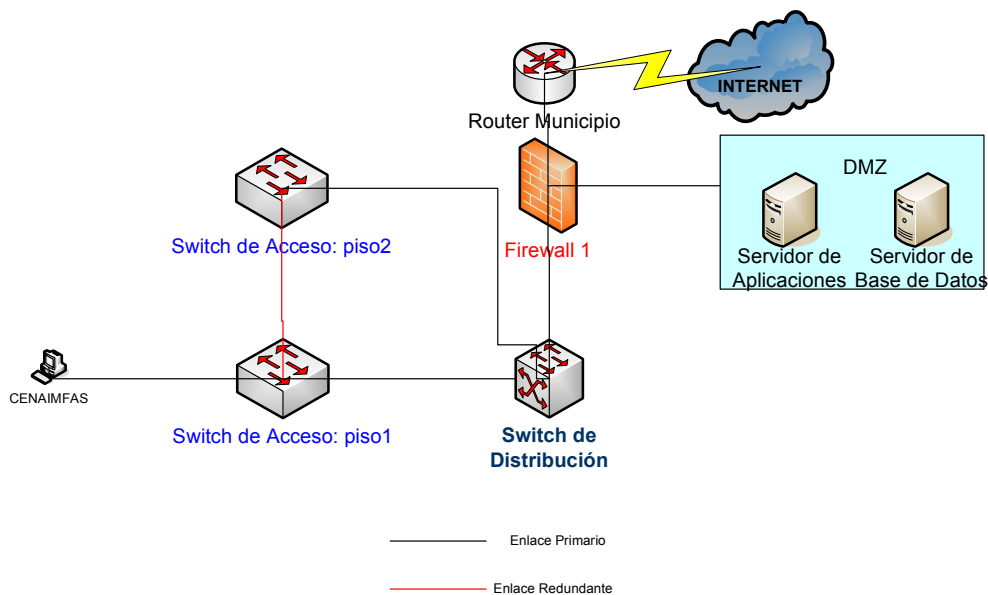 INTERNET
Router Municipio
DMZ
Switch de Acceso: piso2
Firewall 1
Servidor de
Aplicaciones
Servidor de
Base de Datos
CENAIMFAS
Switch de Acceso: piso1
Switch de
Distribución
Enlace Primario
Enlace Redundante